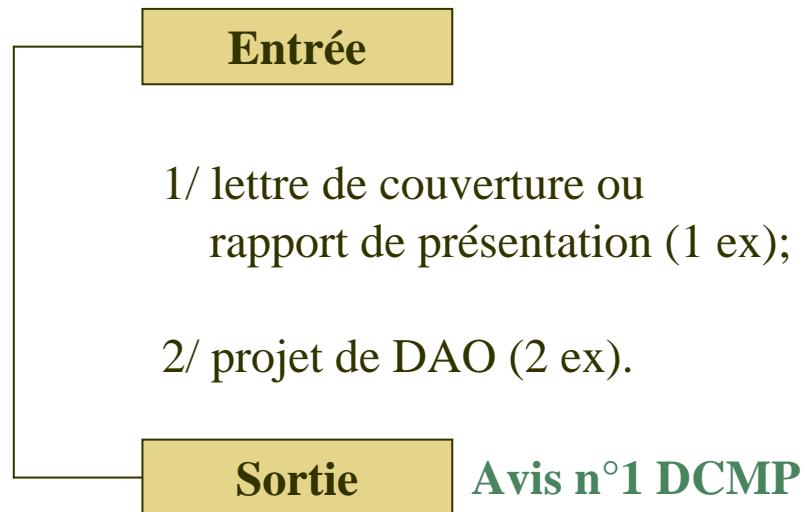 Entrée
1/ lettre de couverture ou
rapport de présentation (1 ex);
2/ projet de DAO (2 ex).
Sortie Avis n°1 DCMP